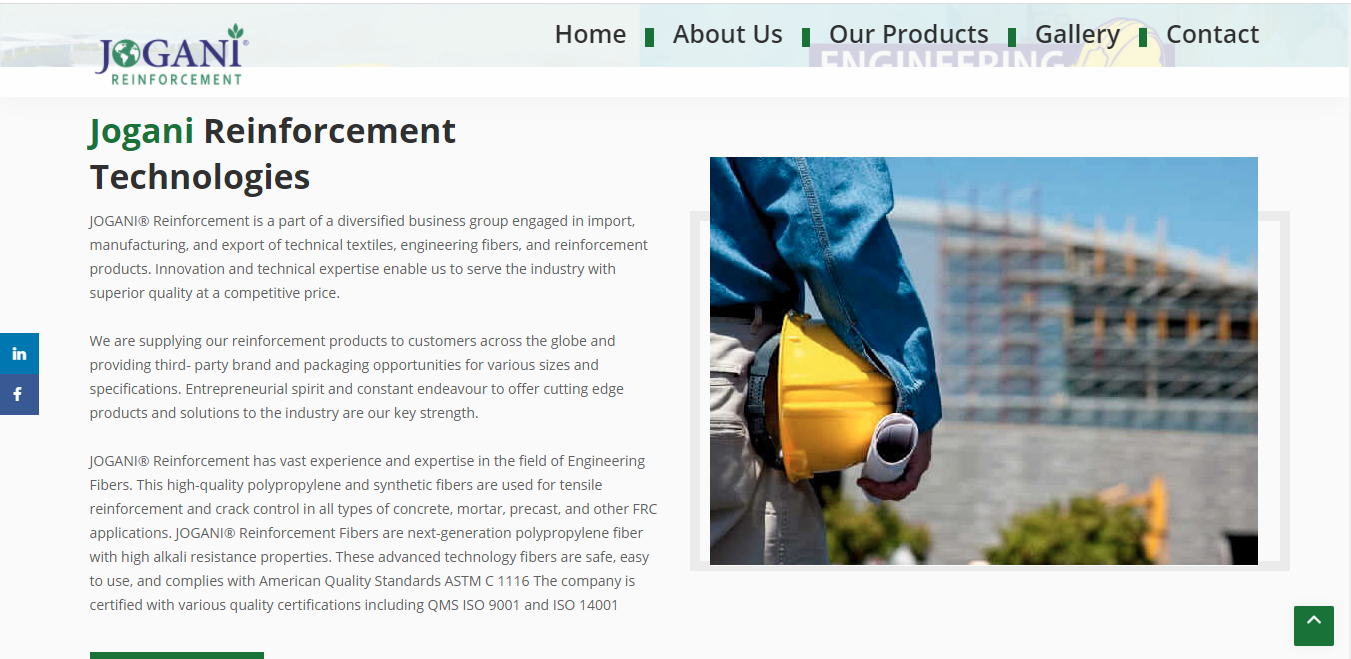 JOGANI®
REINFORCEMENT
Home
About Us
Our Products
Gallery
Contact
ENGINEERING
Jogani Reinforcement
Technologies
JOGANI® Reinforcement is a part of a diversified business group engaged in import,
manufacturing, and export of technical textiles, engineering fibers, and reinforcement
products. Innovation and technical expertise enable us to serve the industry with
superior quality at a competitive price.
We are supplying our reinforcement products to customers across the globe and
providing third- party brand and packaging opportunities for various sizes and
specifications. Entrepreneurial spirit and constant endeavour to offer cutting edge
products and solutions to the industry are our key strength.
JOGANI® Reinforcement has vast experience and expertise in the field of Engineering
Fibers. This high-quality polypropylene and synthetic fibers are used for tensile
reinforcement and crack control in all types of concrete, mortar, precast, and other FRC
applications. JOGANI® Reinforcement Fibers are next-generation polypropylene fiber
with high alkali resistance properties. These advanced technology fibers are safe, easy
to use, and complies with American Quality Standards ASTM C 1116 The company is
certified with various quality certifications including QMS ISO 9001 and ISO 14001
in
f